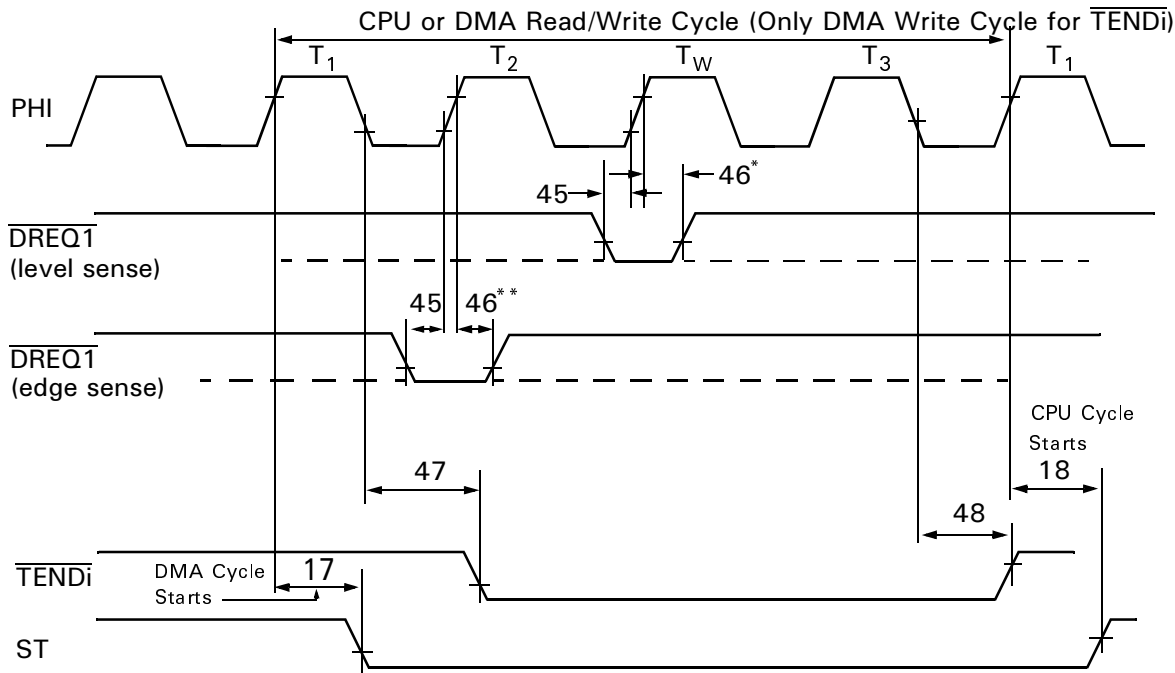 CPU or DMA Read/Write Cycle (Only DMA Write Cycle for TENDi)
T1 T2 TW T3 T1
PHI
45 46*
DREQ1
(level sense)
45 46**
DREQ1
(edge sense)
CPU Cycle
Starts
47 18
48
TENDi
DMA Cycle 17
Starts
ST